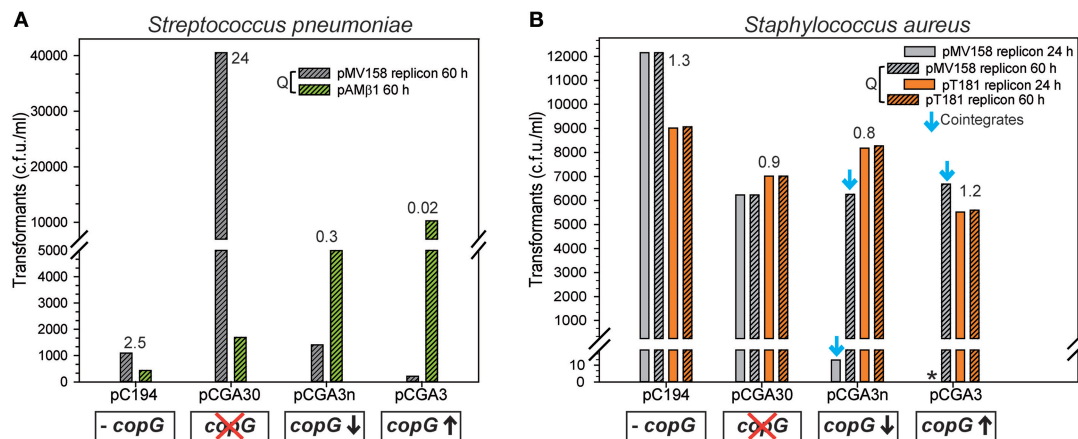 A
Streptococcus pneumoniae
Transformants (c.f.u./ml)
40000
30000
20000
10000
5000
4000
3000
2000
1000
0
24
2.5
0.3
0.02
Q
pMV158 replicon 60 h
pAMβ1 60 h
pC194
pCGA30
pCGA3n
pCGA3
- copG
copG
copG ↓
copG ↑
B
Staphylococcus aureus
Transformants (c.f.u./ml)
12000
11000
10000
9000
8000
7000
6000
5000
4000
3000
2000
1000
10
0
1.3
0.9
0.8
1.2
*
Q
pMV158 replicon 24 h
pMV158 replicon 60 h
pT181 replicon 24 h
pT181 replicon 60 h
Cointegrates
pC194
pCGA30
pCGA3n
pCGA3
- copG
copG
copG ↓
copG ↑